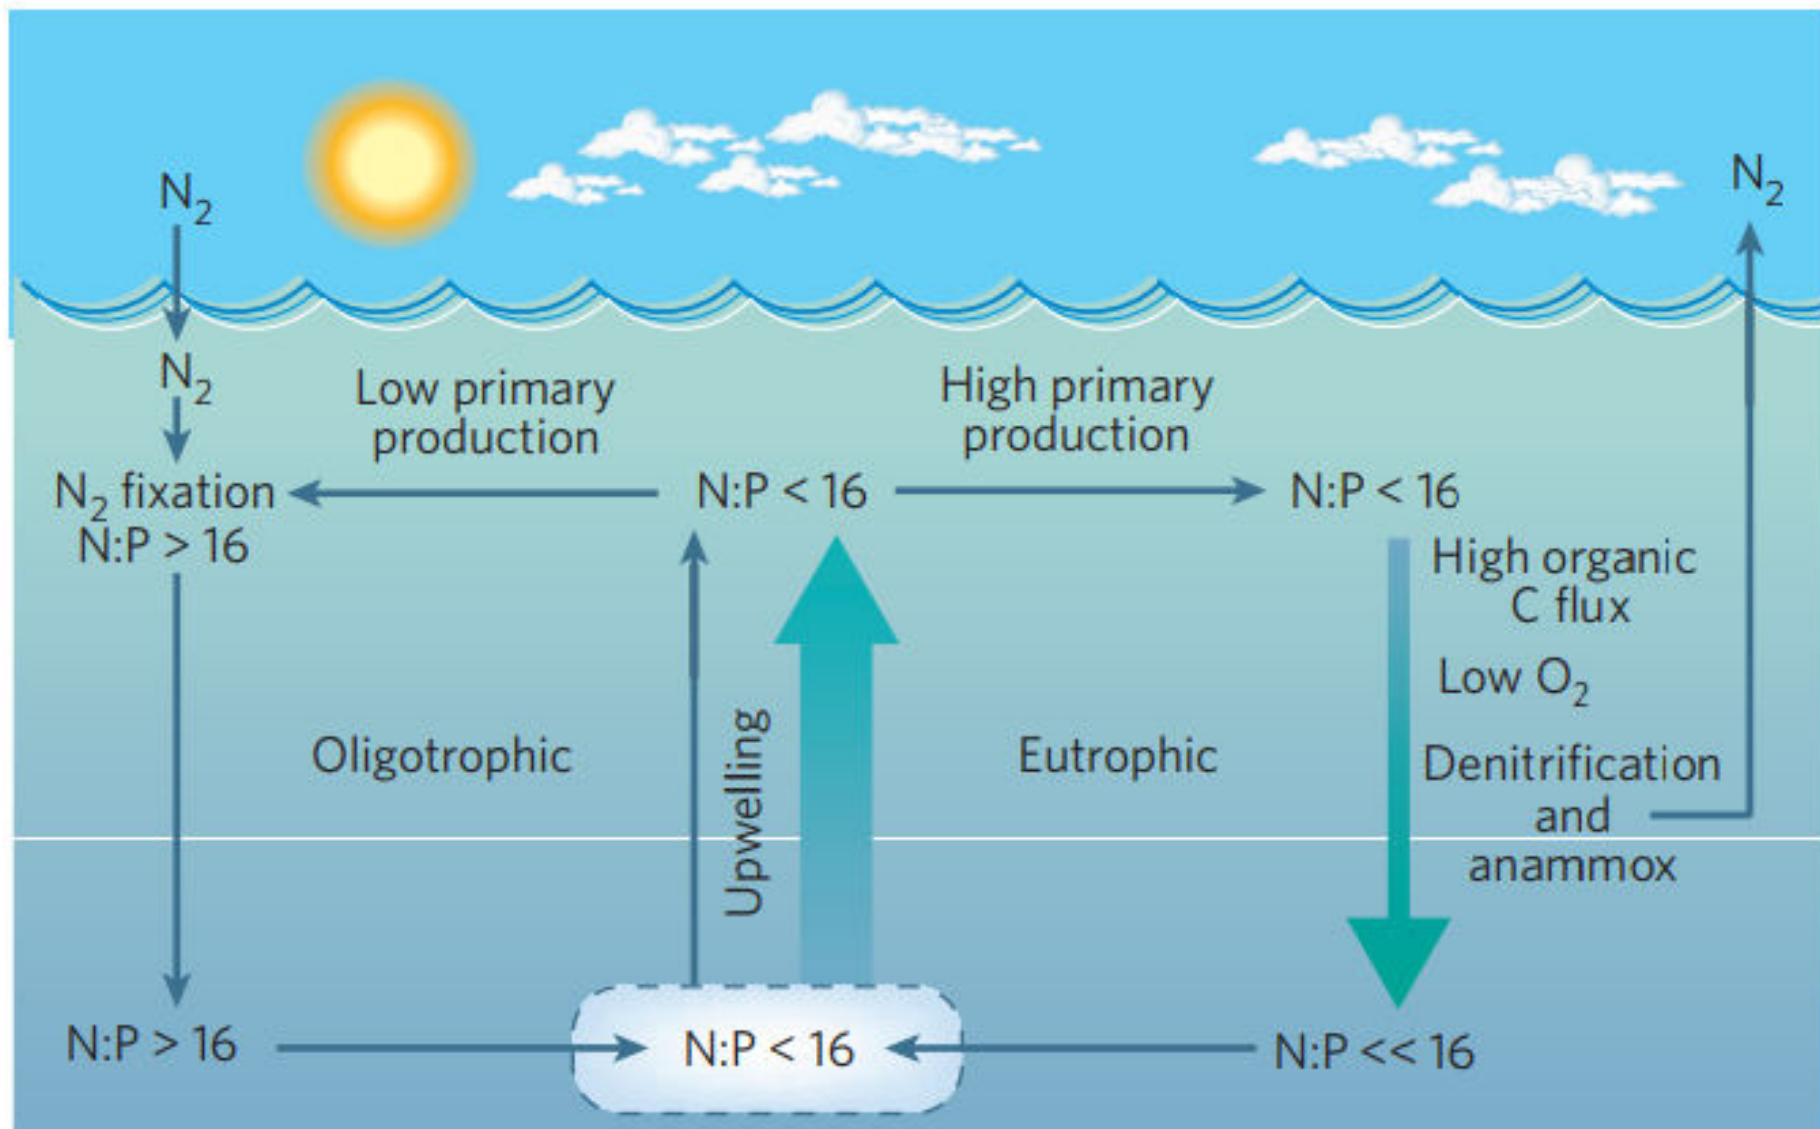 N₂
N₂
N₂
Low primary
production
High primary
production
N₂ fixation
N:P > 16
N:P < 16
N:P < 16
High organic
C flux
Low O₂
Oligotrophic
Upwelling
Eutrophic
Denitrification
and
anammox
N:P > 16
N:P < 16
N:P << 16